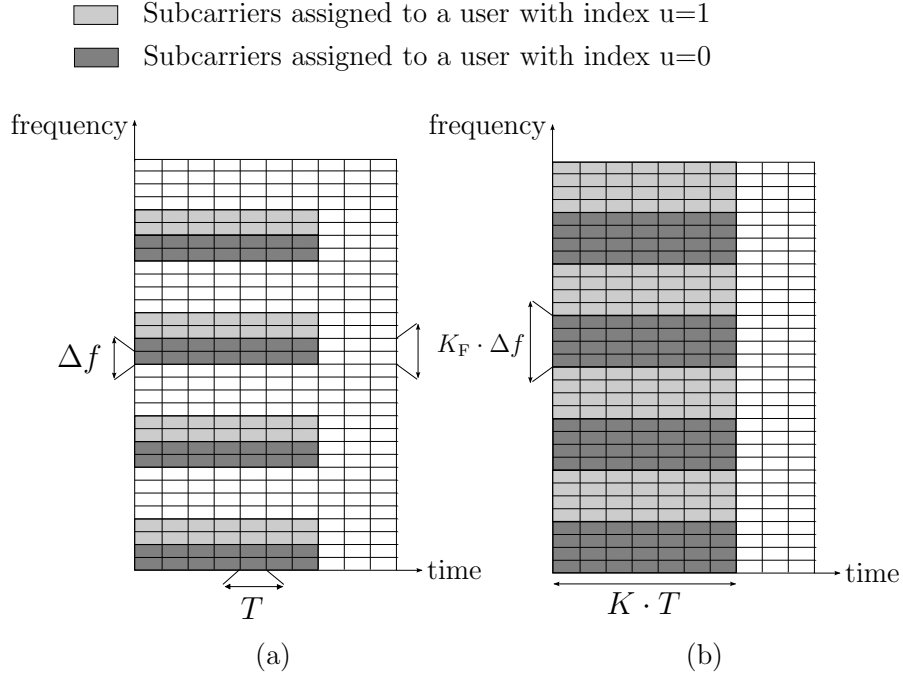 Subcarriers assigned to a user with index u=1
Subcarriers assigned to a user with index u=0
frequency
Δf
K_F · Δf
time
T
(a)
frequency
time
K · T
(b)